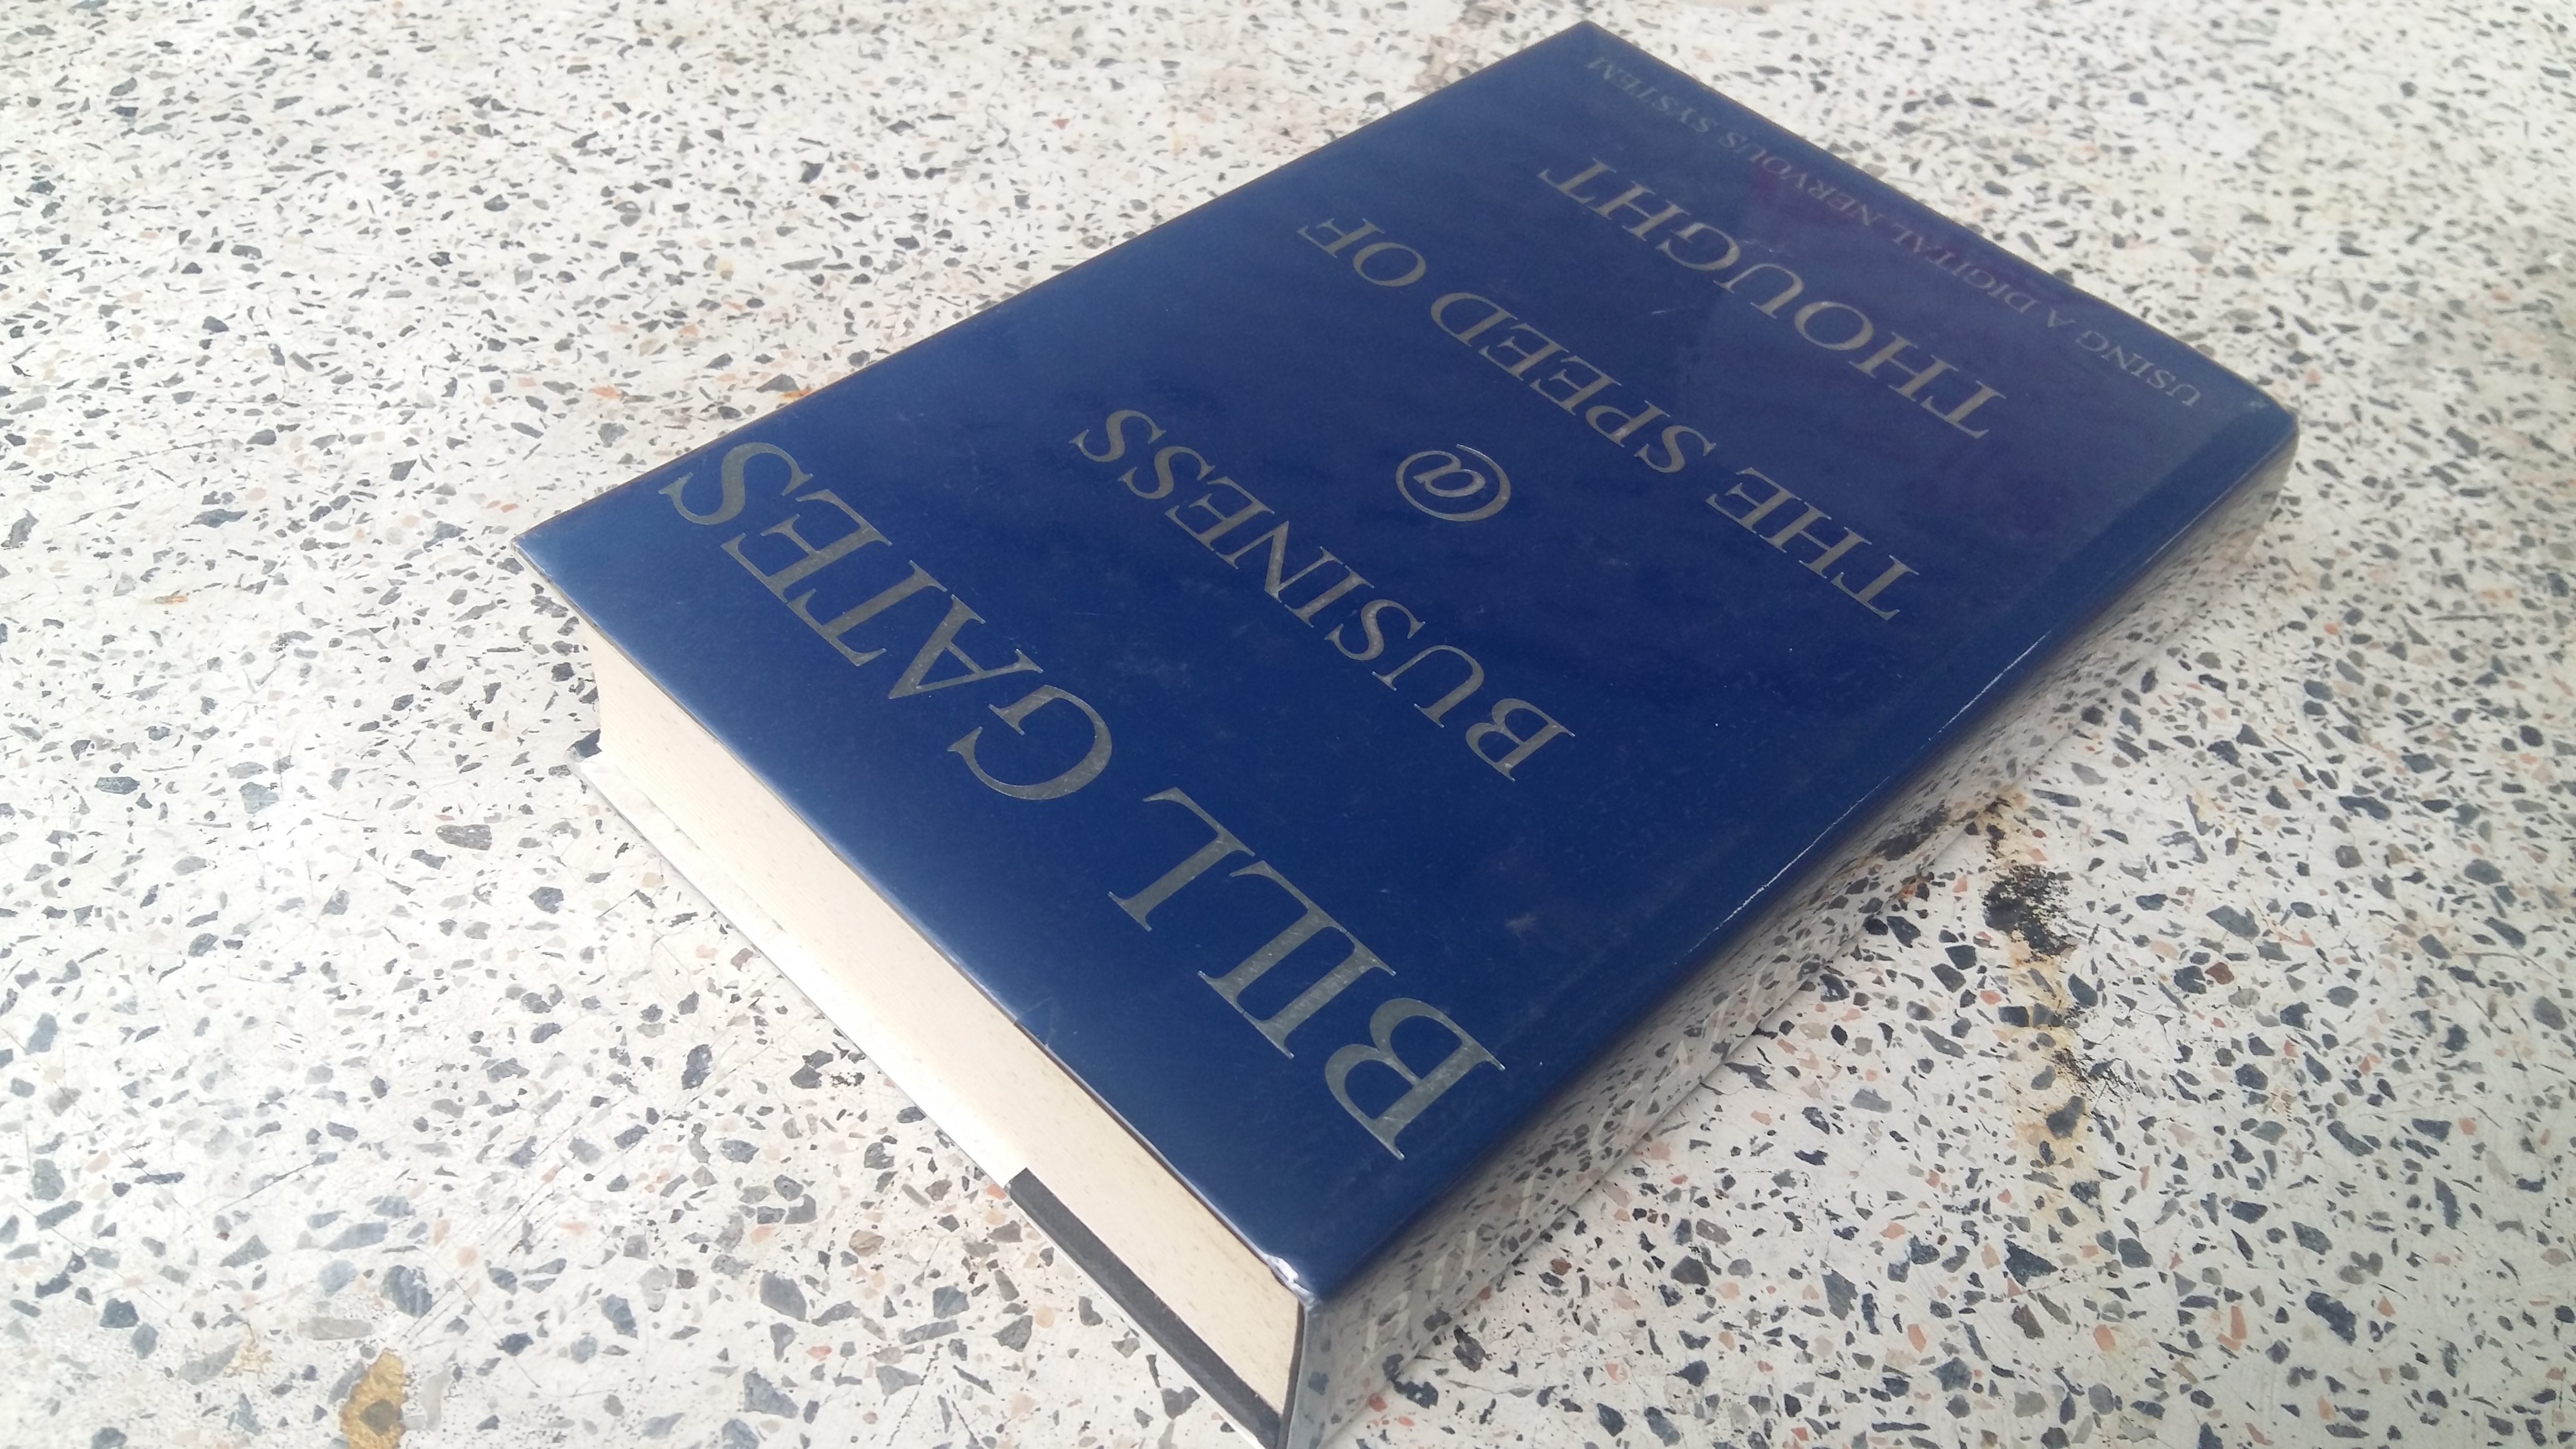 BILL GATES
BUSINESS
@
THE SPEED OF
THOUGHT
USING A DIGITAL NERVOUS SYSTEM